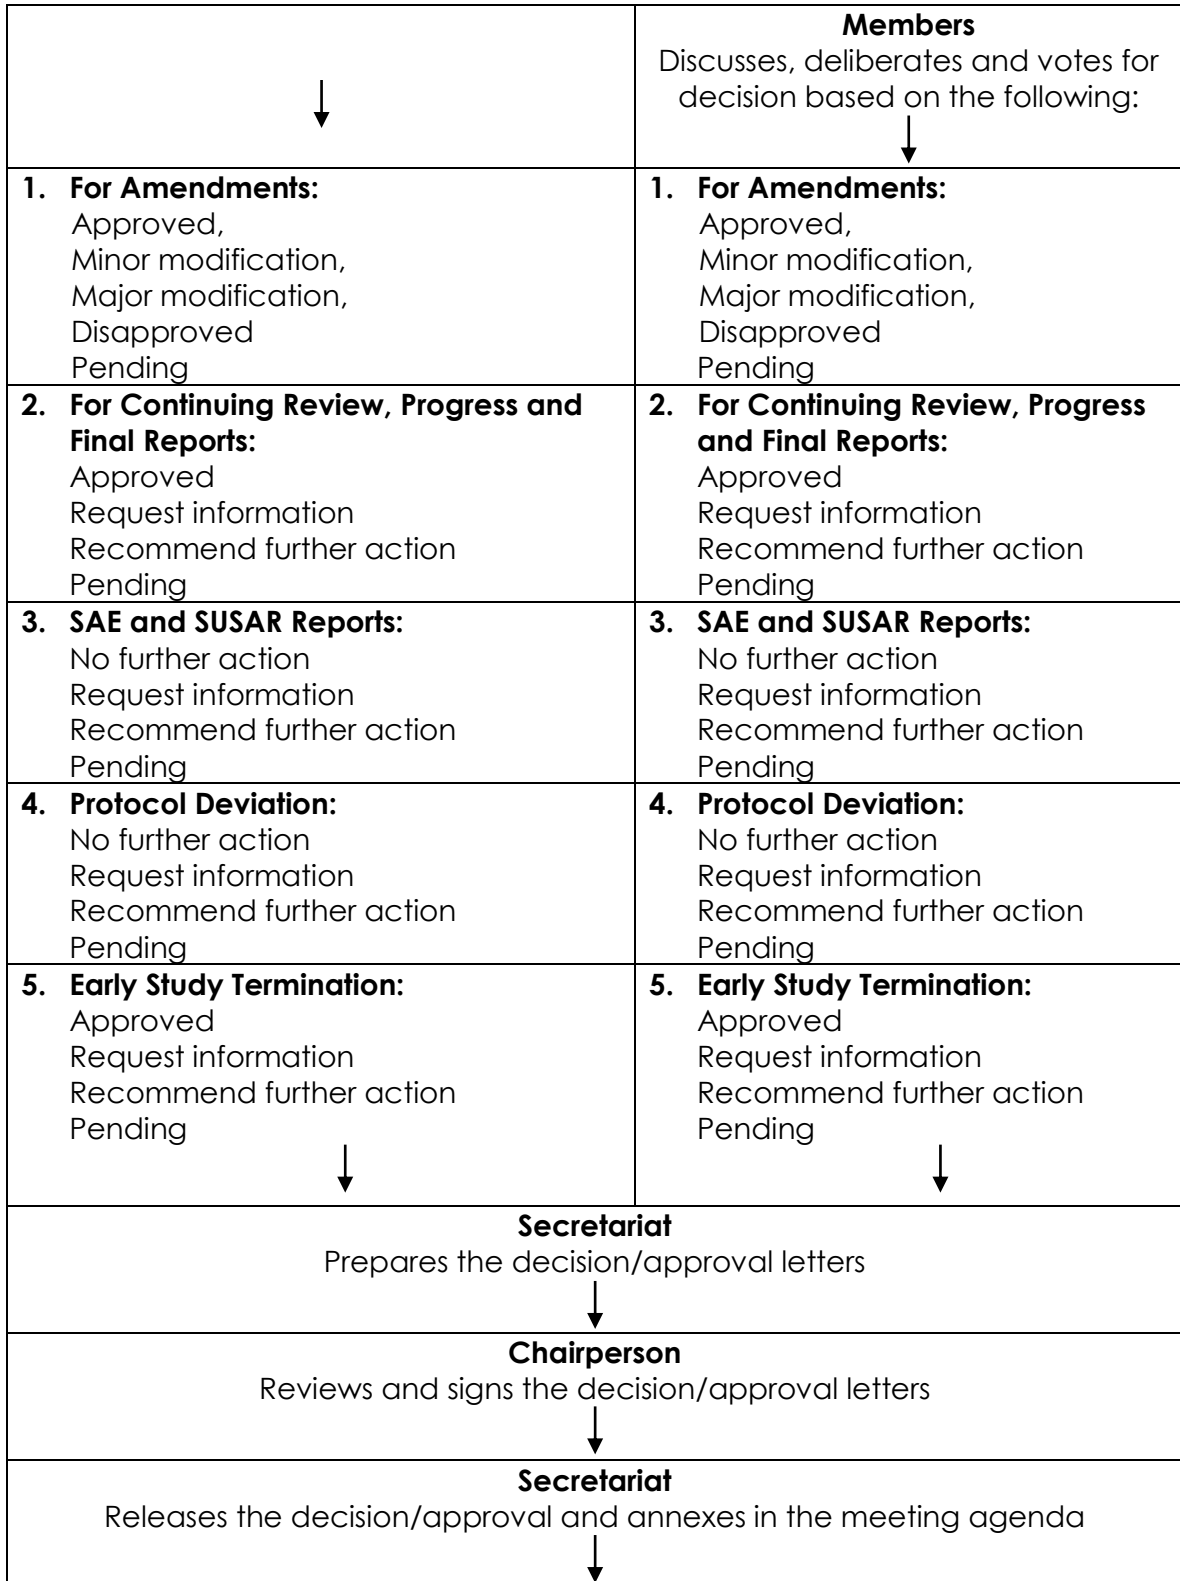 Members
Discusses, deliberates and votes for
decision based on the following:
1. For Amendments:
Approved,
Minor modification,
Major modification,
Disapproved
Pending
1. For Amendments:
Approved,
Minor modification,
Major modification,
Disapproved
Pending
2. For Continuing Review, Progress and
Final Reports:
Approved
Request information
Recommend further action
Pending
2. For Continuing Review, Progress
and Final Reports:
Approved
Request information
Recommend further action
Pending
3. SAE and SUSAR Reports:
No further action
Request information
Recommend further action
Pending
3. SAE and SUSAR Reports:
No further action
Request information
Recommend further action
Pending
4. Protocol Deviation:
No further action
Request information
Recommend further action
Pending
4. Protocol Deviation:
No further action
Request information
Recommend further action
Pending
5. Early Study Termination:
Approved
Request information
Recommend further action
Pending
5. Early Study Termination:
Approved
Request information
Recommend further action
Pending
Secretariat
Prepares the decision/approval letters
Chairperson
Reviews and signs the decision/approval letters
Secretariat
Releases the decision/approval and annexes in the meeting agenda